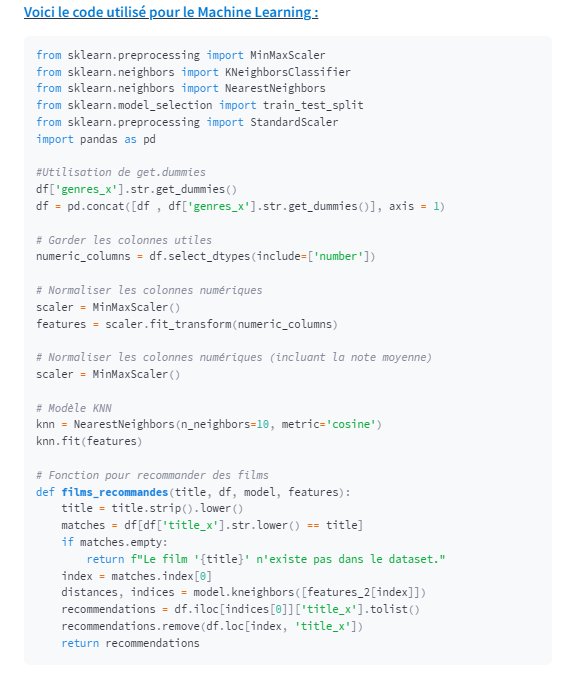 Voici le code utilisé pour le Machine Learning :
from sklearn.preprocessing import MinMaxScaler
from sklearn.neighbors import KNeighborsClassifier
from sklearn.neighbors import NearestNeighbors
from sklearn.model_selection import train_test_split
from sklearn.preprocessing import StandardScaler
import pandas as pd
#Utilisation de get.dummies
df['genres_x'].str.get_dummies()
df = pd.concat([df , df['genres_x'].str.get_dummies()], axis = 1)
# Garder les colonnes utiles
numeric_columns = df.select_dtypes(include=['number'])
# Normaliser les colonnes numériques
scaler = MinMaxScaler()
features = scaler.fit_transform(numeric_columns)
# Normaliser les colonnes numériques (incluant la note moyenne)
scaler = MinMaxScaler()
# Modèle KNN
knn = NearestNeighbors(n_neighbors=10, metric='cosine')
knn.fit(features)
# Fonction pour recommander des films
def films_recommandes(title, df, model, features):
    title = title.strip().lower()
    matches = df[df['title_x'].str.lower() == title]
    if matches.empty:
        return f"Le film '{title}' n'existe pas dans le dataset."
    index = matches.index[0]
    distances, indices = model.kneighbors([features_2[index]])
    recommendations = df.iloc[indices[0]]['title_x'].tolist()
    recommendations.remove(df.loc[index, 'title_x'])
    return recommendations